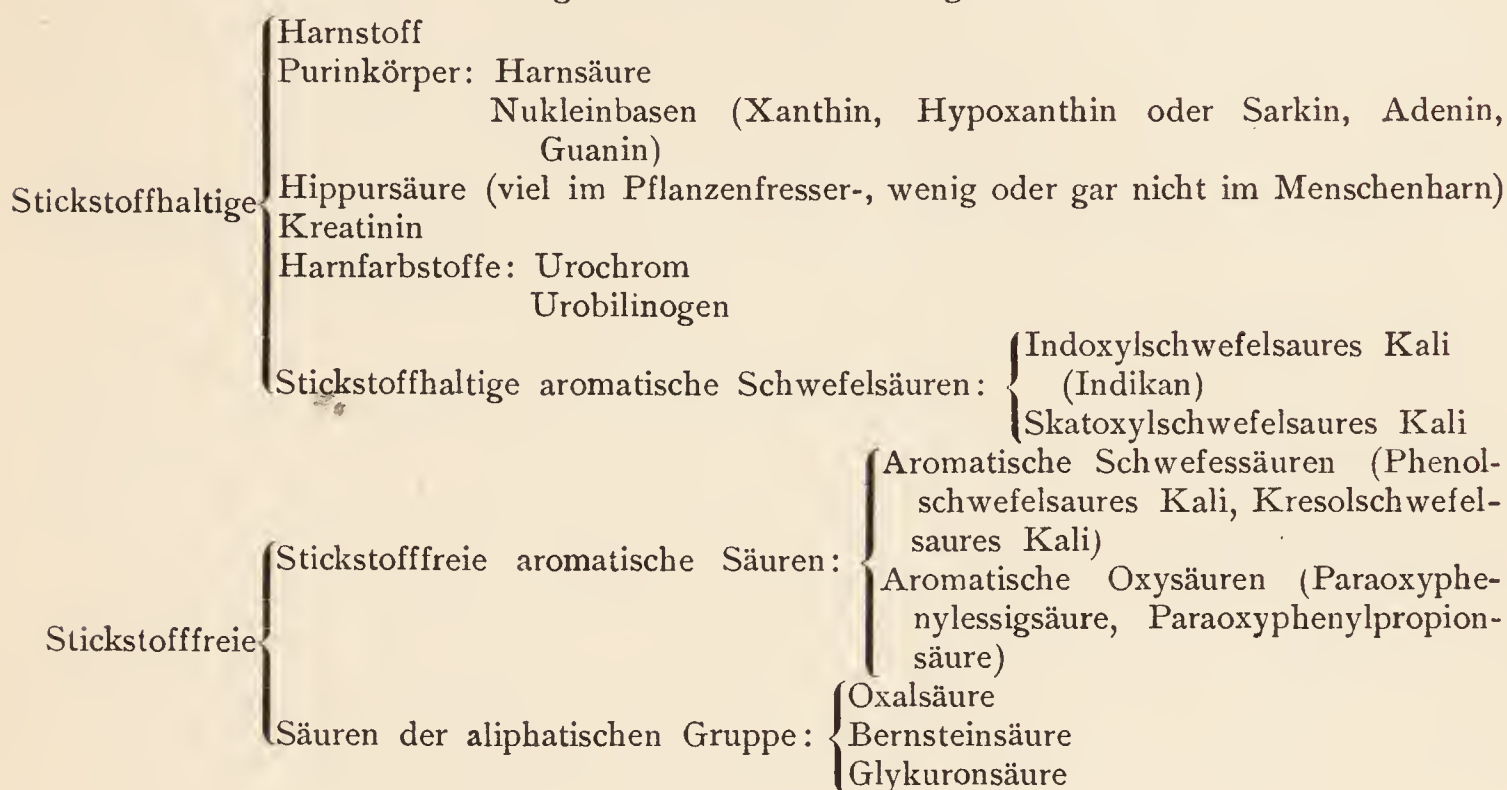 Harnstoff
Purinkörper: Harnsäure
Nukleinbasen (Xanthin, Hypoxanthin oder Sarkin, Adenin,
Guanin)
Stickstoffhaltige
Hippursäure (viel im Pflanzenfresser-, wenig oder gar nicht im Menschenharn)
Kreatinin
Harnfarbstoffe: Urochrom
Urobilinogen
Stickstoffhaltige aromatische Schwefelsäuren:
Indoxylschwefelsaures Kali
(Indikan)
Skatoxylschwefelsaures Kali
Stickstofffreie
Stickstofffreie aromatische Säuren:
Aromatische Schwefessäuren (Phenol-
schwefelsaures Kali, Kresolschwefel-
saures Kali)
Aromatische Oxysäuren (Paraoxyphe-
nylessigsäure, Paraoxyphenylpropion-
säure)
Säuren der aliphatischen Gruppe:
Oxalsäure
Bernsteinsäure
Glykuronsäure